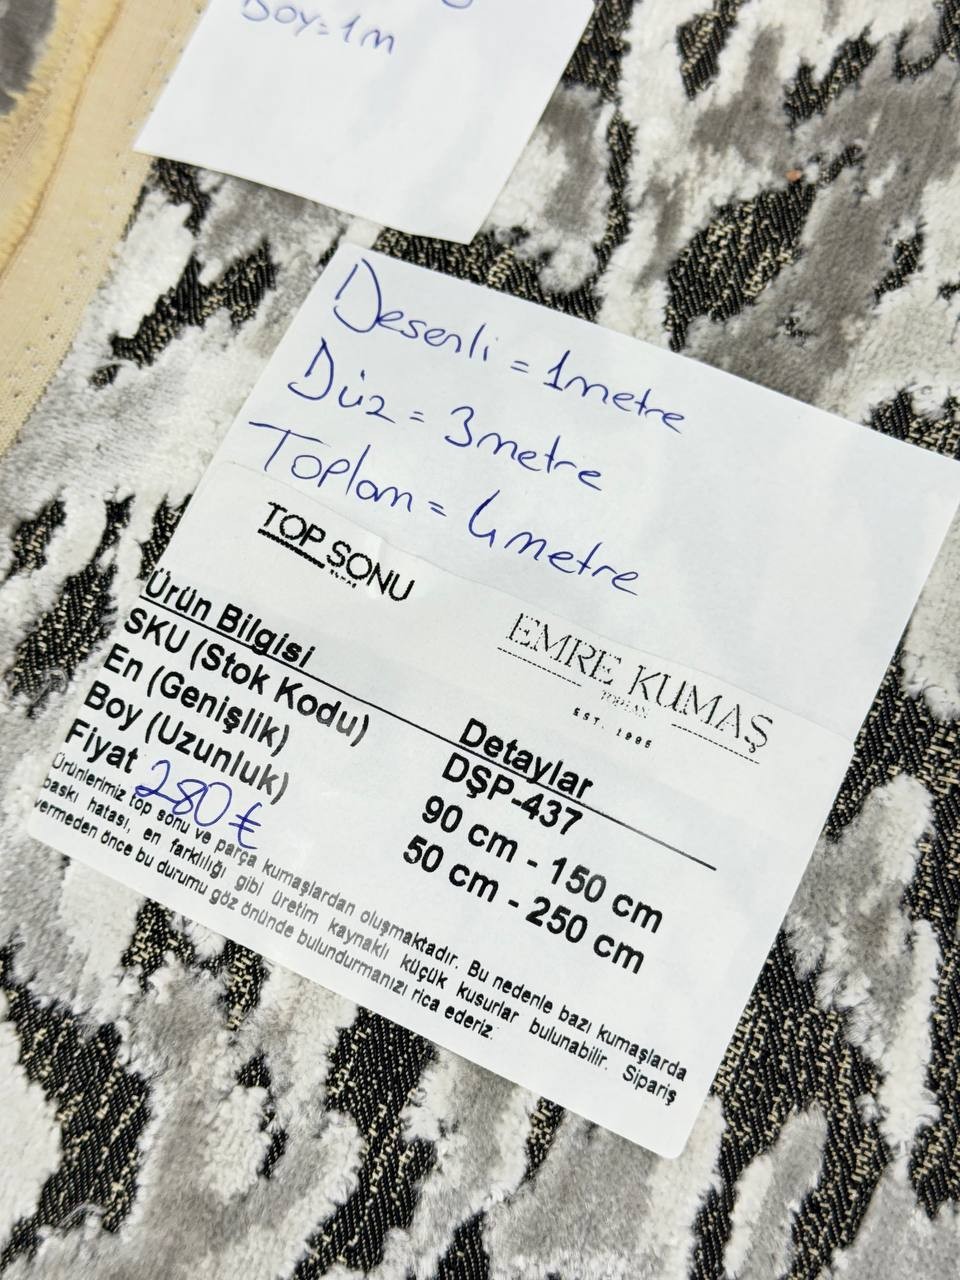 Boy=1m
Desenli = 1metre
Düz = 3metre
Toplam = 4metre
TOP SONU
KUMAŞ
EMRE KUMAŞ
TOPTAN
EST. 1995
Ürün Bilgisi Detaylar
SKU (Stok Kodu) DŞP-437
En (Genişlik) 90 cm - 150 cm
Boy (Uzunluk) 50 cm - 250 cm
Fiyat 280₺
Ürünlerimiz top sonu ve parça kumaşlardan oluşmaktadır. Bu nedenle bazı kumaşlarda
baskı hatası, en farklılığı gibi üretim kaynaklı küçük kusurlar bulunabilir. Sipariş
vermeden önce bu durumu göz önünde bulundurmanızı rica ederiz.